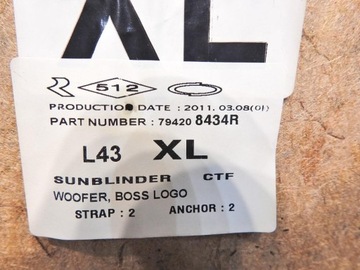 XL
512
PRODUCTION DATE : 2011. 03.08(이)
PART NUMBER : 79420 8434R
L43 XL
SUNBLINDER CTF
WOOFER, BOSS LOGO
STRAP : 2 ANCHOR : 2